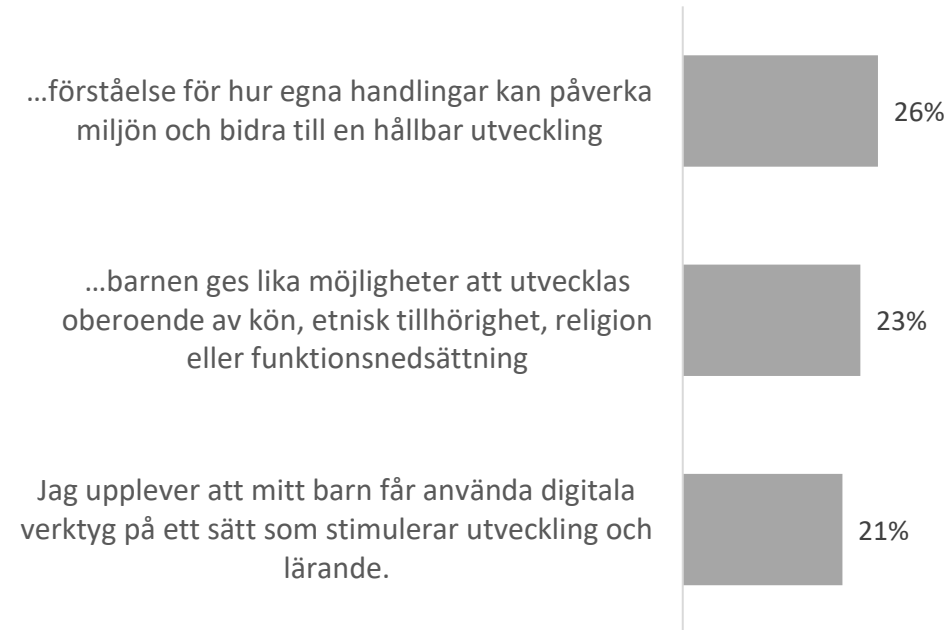 …förståelse för hur egna handlingar kan påverka
miljön och bidra till en hållbar utveckling
26%
…barnen ges lika möjligheter att utvecklas
oberoende av kön, etnisk tillhörighet, religion
eller funktionsnedsättning
23%
Jag upplever att mitt barn får använda digitala
verktyg på ett sätt som stimulerar utveckling och
lärande.
21%